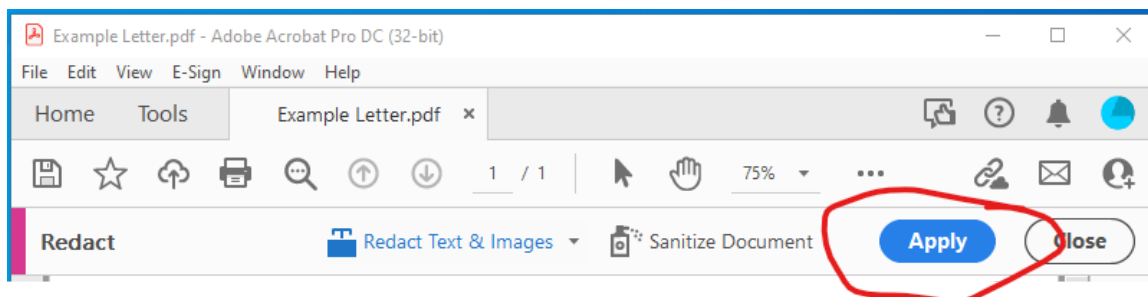 Example Letter.pdf - Adobe Acrobat Pro DC (32-bit)
File Edit View E-Sign Window Help
Home Tools Example Letter.pdf
1 / 1 75%
Redact Redact Text & Images Sanitize Document Apply Close